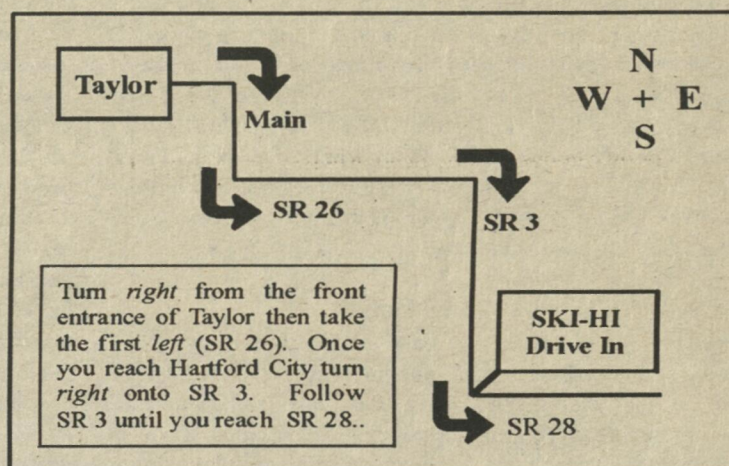 Taylor
N
W + E
S
Main
SR 26
SR 3
Turn right from the front
entrance of Taylor then take
the first left (SR 26). Once
you reach Hartford City turn
right onto SR 3. Follow
SR 3 until you reach SR 28..
SKI-HI
Drive In
SR 28